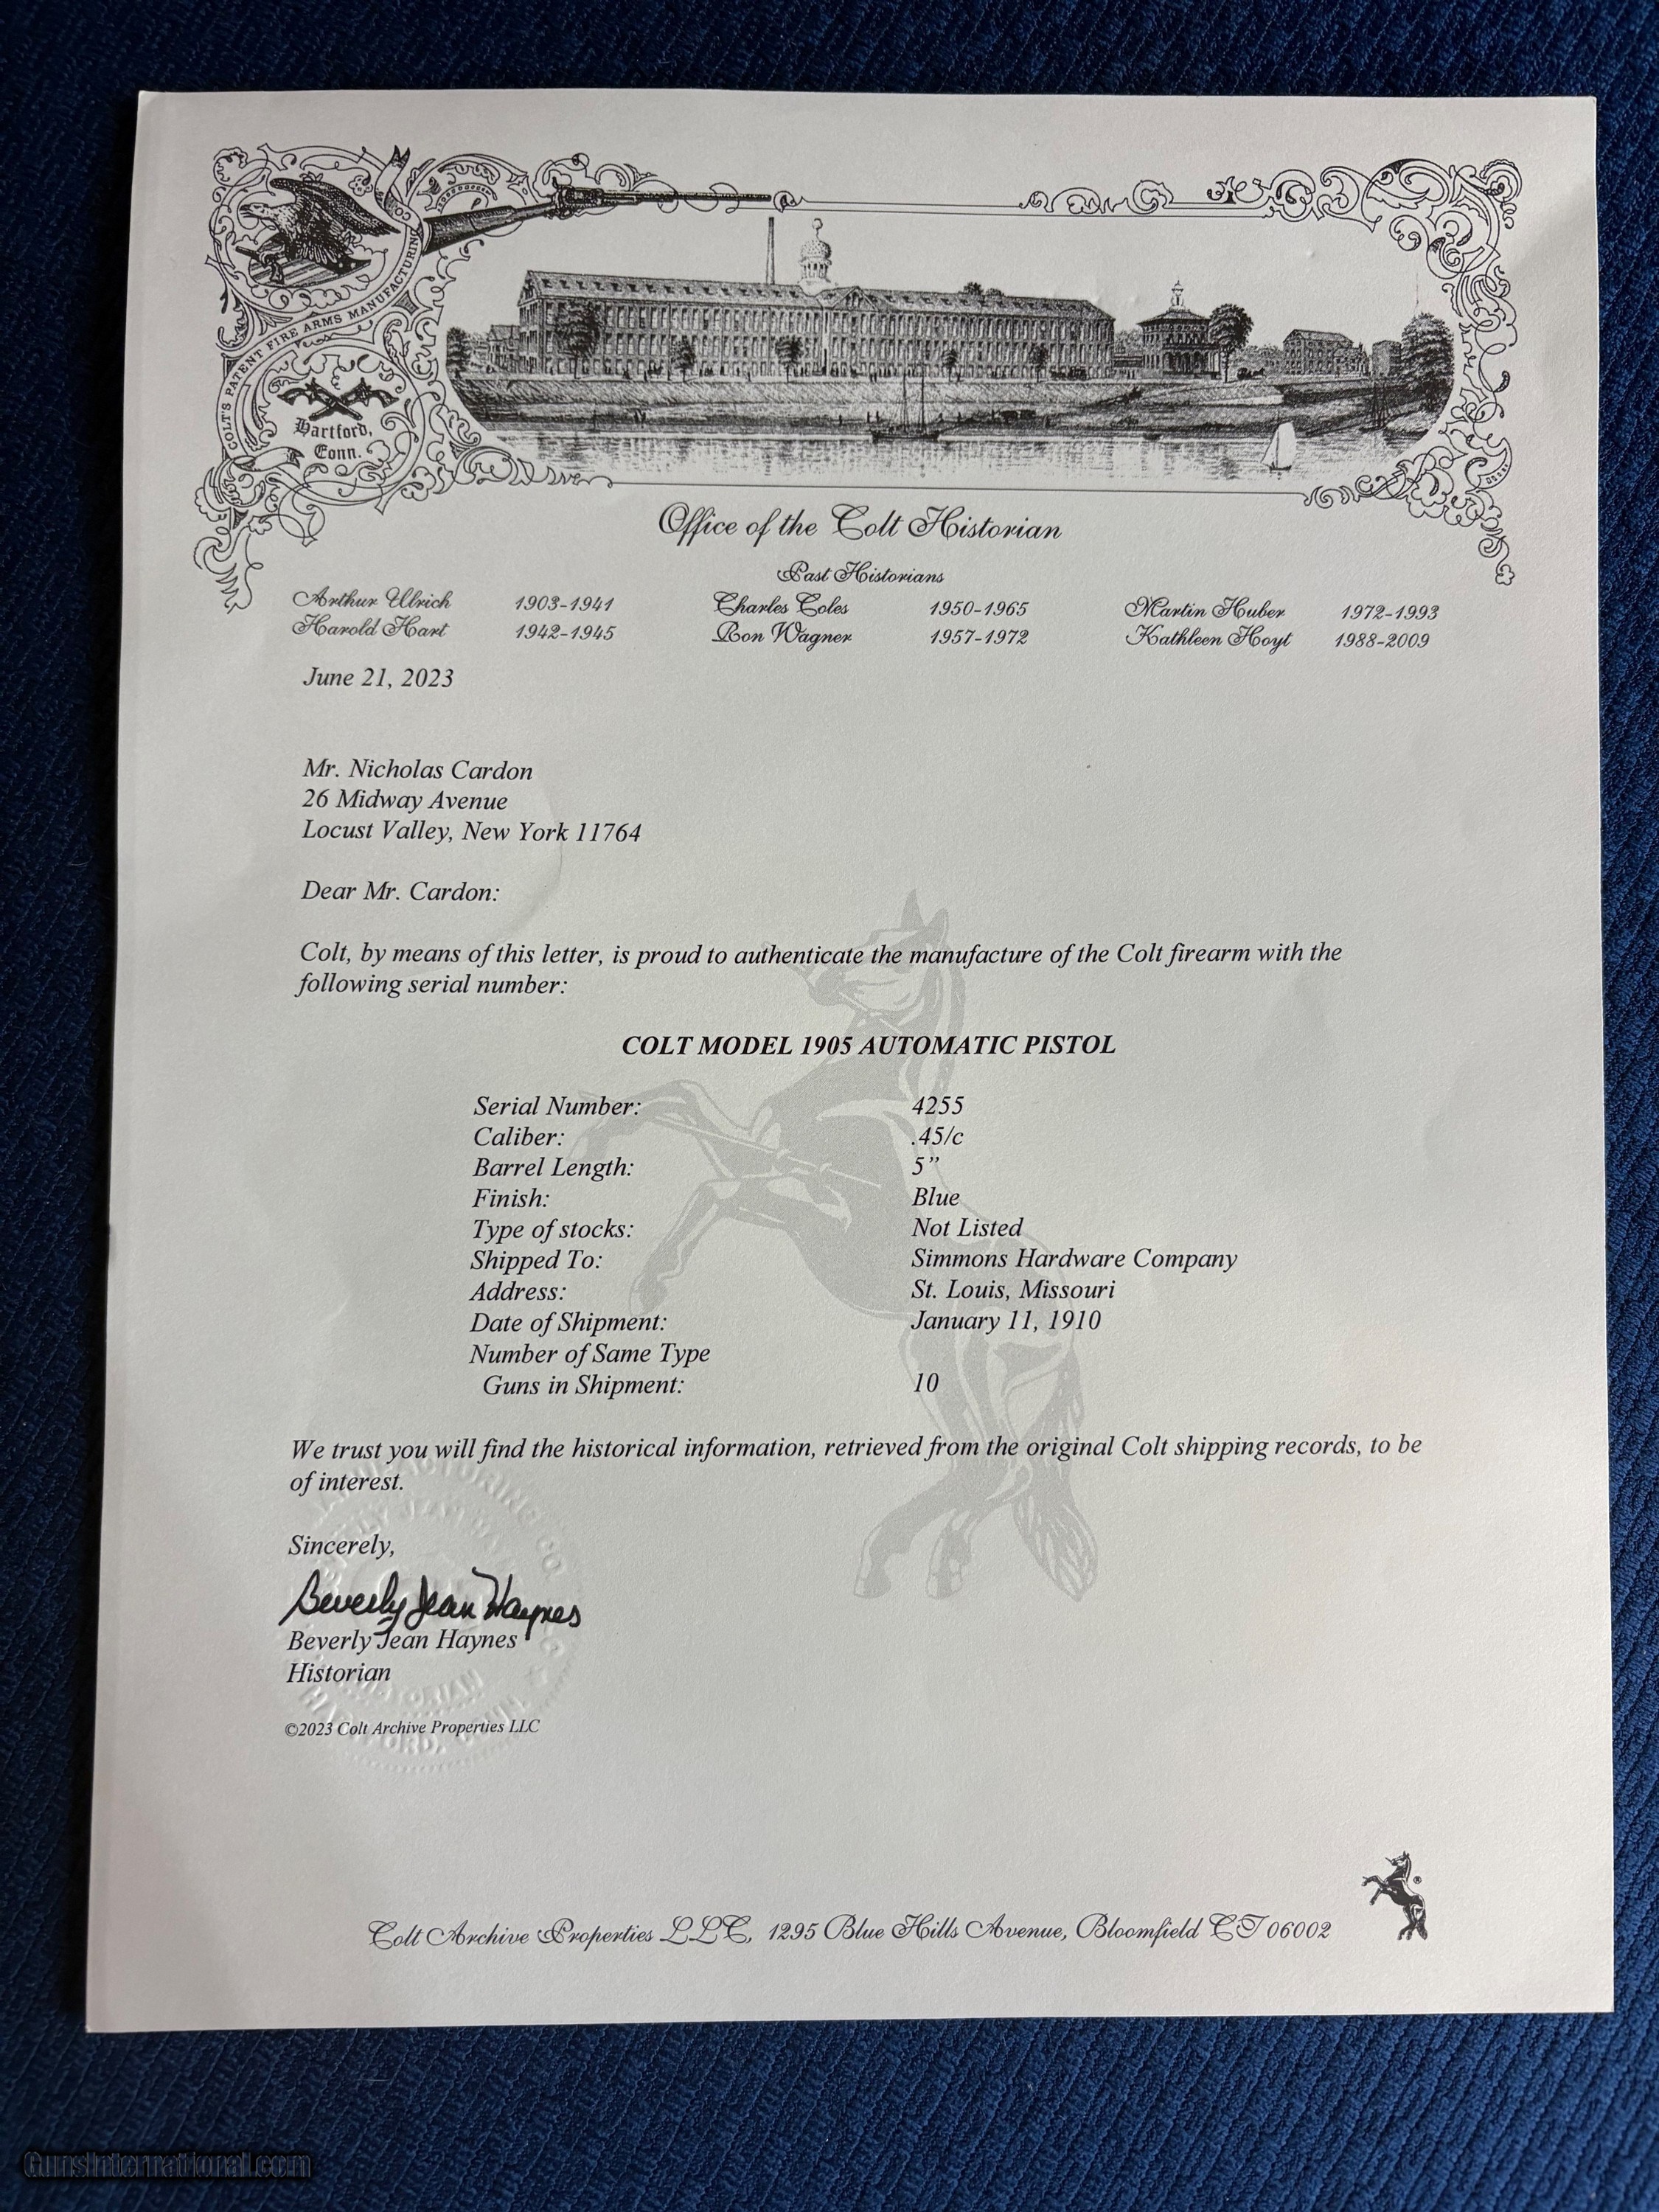 COLT'S PATENT FIRE ARMS MANUFACTURING CO.
Hartford,
Conn.
Office of the Colt Historian
Past Historians
Arthur Ulrich 1903-1941 Charles Coles 1950-1965 Martin Huber 1972-1993
Harold Hart 1942-1945 Ron Wagner 1957-1972 Kathleen Hoyt 1988-2009
June 21, 2023
Mr. Nicholas Cardon
26 Midway Avenue
Locust Valley, New York 11764
Dear Mr. Cardon:
Colt, by means of this letter, is proud to authenticate the manufacture of the Colt firearm with the
following serial number:
COLT MODEL 1905 AUTOMATIC PISTOL
Serial Number: 4255
Caliber: .45/c
Barrel Length: 5”
Finish: Blue
Type of stocks: Not Listed
Shipped To: Simmons Hardware Company
Address: St. Louis, Missouri
Date of Shipment: January 11, 1910
Number of Same Type
Guns in Shipment: 10
We trust you will find the historical information, retrieved from the original Colt shipping records, to be
of interest.
Sincerely,
Beverly Jean Haynes
Beverly Jean Haynes
Historian
©2023 Colt Archive Properties LLC
Colt Archive Properties LLC, 1295 Blue Hills Avenue, Bloomfield CT 06002
®
GunsInternational.com